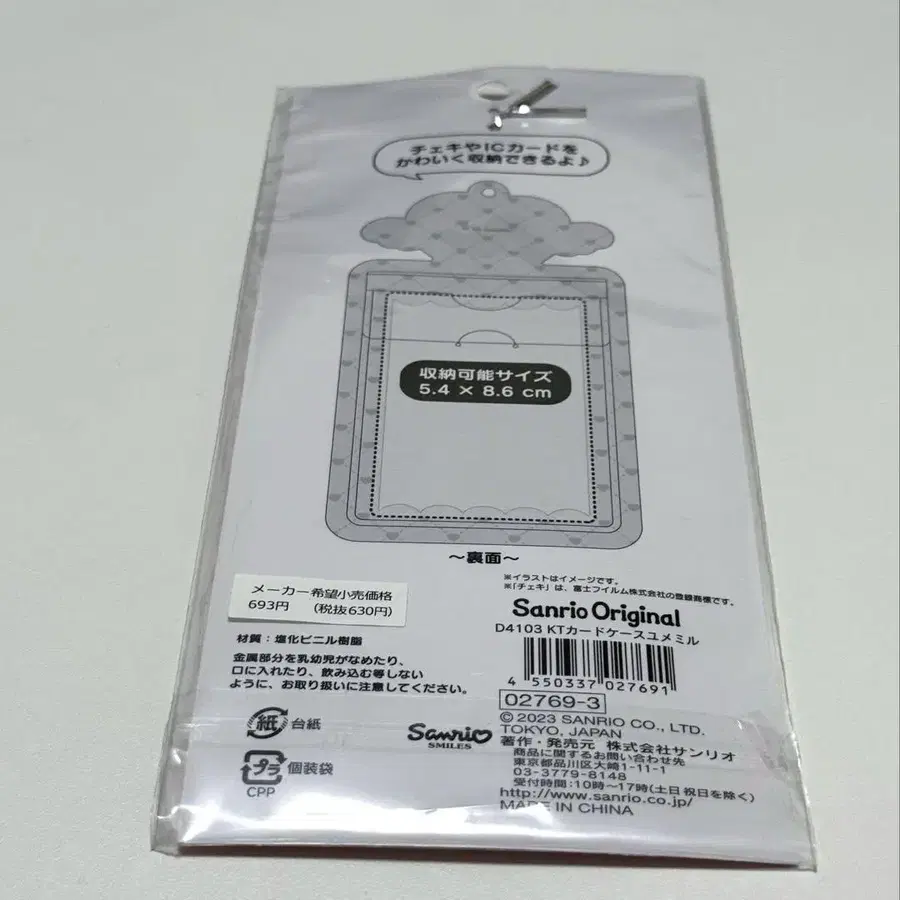 チェキやICカードを
かわいく収納できるよ♪
収納可能サイズ
5.4 × 8.6 cm
〜裏面〜
※イラストはイメージです。
※「チェキ」は、富士フイルム株式会社の登録商標です。
メーカー希望小売価格
693円 (税抜630円)
Sanrio Original
D4103 KTカードケースユメミル
4 550337 027691
02769-3
材質：塩化ビニル樹脂
金属部分を乳幼児がなめたり、
口に入れたり、飲み込む等しない
ように、お取り扱いに注意してください。
紙 台紙
プラ 個装袋
CPP
Sanrio
SMILES
© 2023 SANRIO CO., LTD.
TOKYO, JAPAN
著作・発売元 株式会社サンリオ
商品に関するお問い合わせ先
東京都品川区大崎1-11-1
03-3779-8148
受付時間：10時〜17時(土日祝日を除く)
http://www.sanrio.co.jp/
MADE IN CHINA